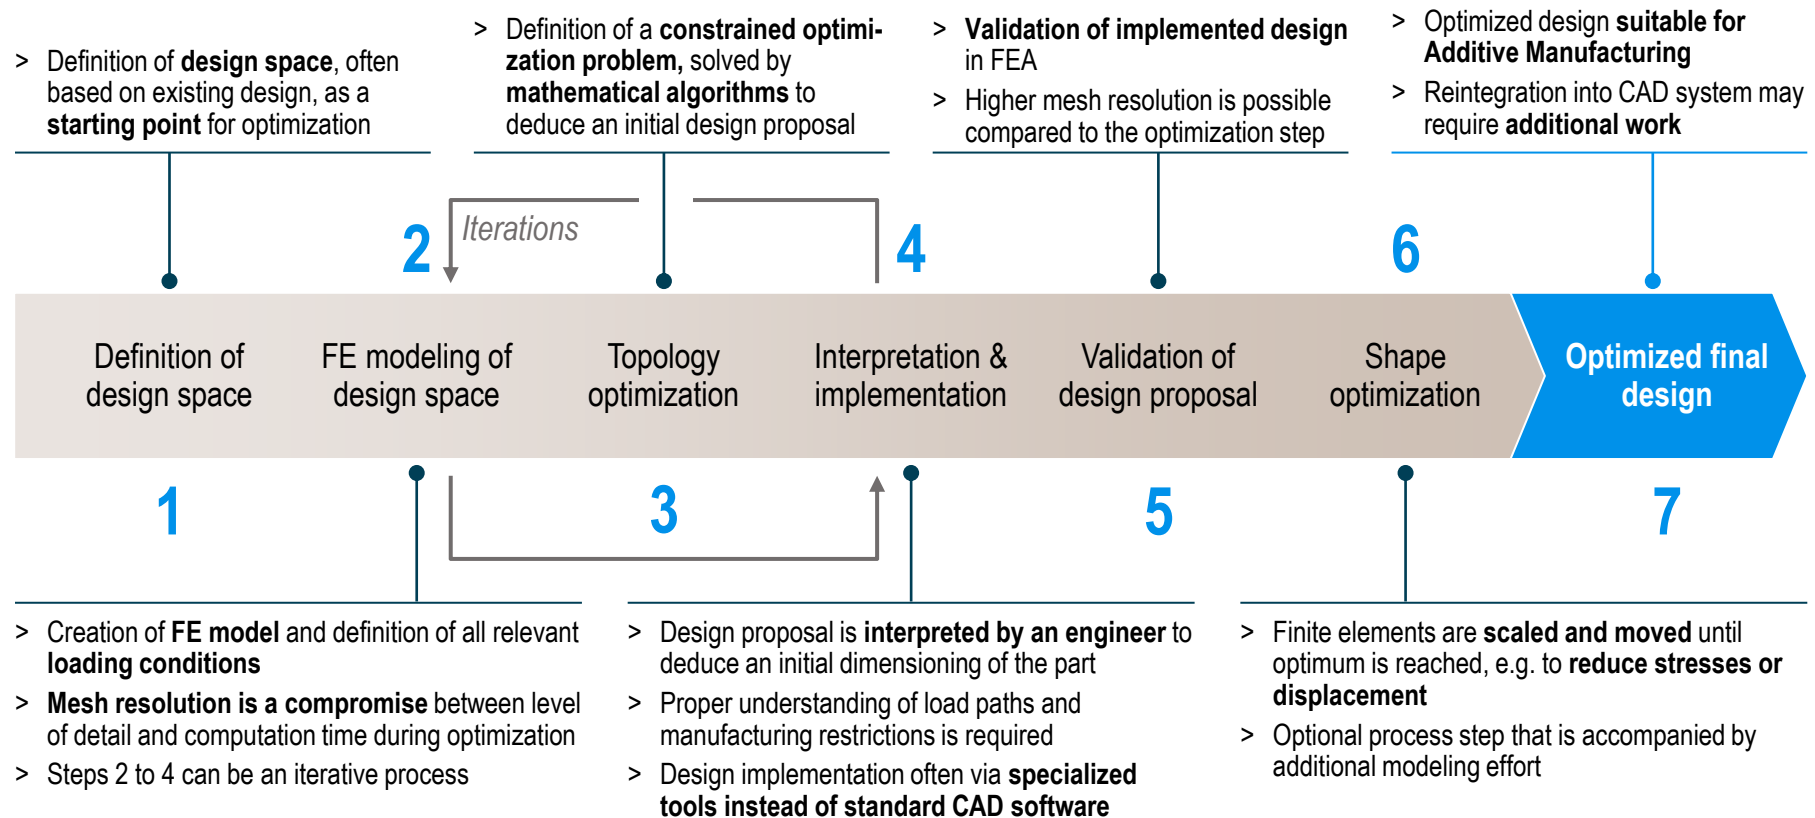 > Definition of design space, often
based on existing design, as a
starting point for optimization
> Definition of a constrained optimi-
zation problem, solved by
mathematical algorithms to
deduce an initial design proposal
> Validation of implemented design
in FEA
> Higher mesh resolution is possible
compared to the optimization step
> Optimized design suitable for
Additive Manufacturing
> Reintegration into CAD system may
require additional work
2
Iterations
4
6
Definition of
design space
FE modeling of
design space
Topology
optimization
Interpretation &
implementation
Validation of
design proposal
Shape
optimization
Optimized final
design
1
3
5
7
> Creation of FE model and definition of all relevant
loading conditions
> Mesh resolution is a compromise between level
of detail and computation time during optimization
> Steps 2 to 4 can be an iterative process
> Design proposal is interpreted by an engineer to
deduce an initial dimensioning of the part
> Proper understanding of load paths and
manufacturing restrictions is required
> Design implementation often via specialized
tools instead of standard CAD software
> Finite elements are scaled and moved until
optimum is reached, e.g. to reduce stresses or
displacement
> Optional process step that is accompanied by
additional modeling effort